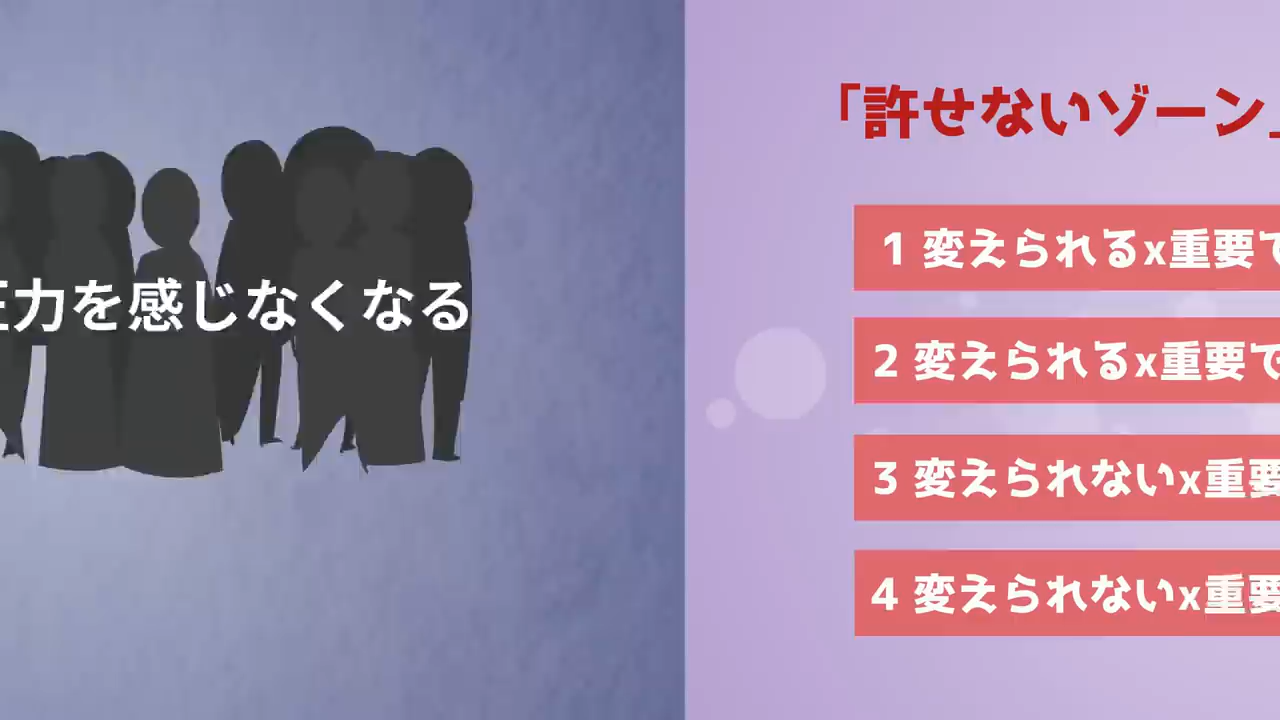 力を感じなくなる
「許せないゾーン」
1 変えられるx重要で
2 変えられるx重要で
3 変えられないx重要
4 変えられないx重要